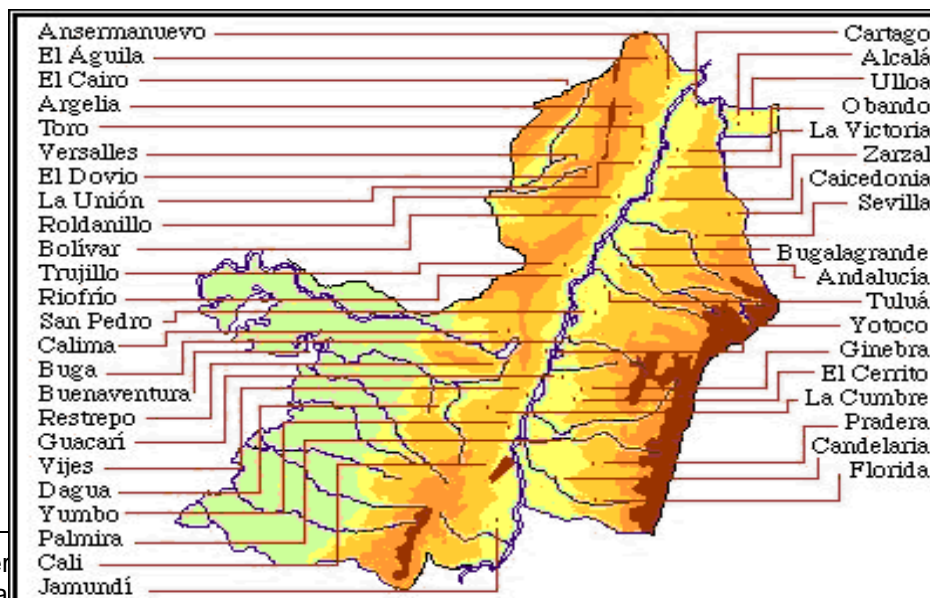 Ansermanuevo
El Águila
El Cairo
Argelia
Toro
Versalles
El Dovio
La Unión
Roldanillo
Bolívar
Trujillo
Riofrío
San Pedro
Calima
Buga
Buenaventura
Restrepo
Guacarí
Vijes
Dagua
Yumbo
Palmira
Cali
Jamundí
Cartago
Alcalá
Ulloa
Obando
La Victoria
Zarzal
Caicedonia
Sevilla
Bugalagrande
Andalucía
Tuluá
Yotoco
Ginebra
El Cerrito
La Cumbre
Pradera
Candelaria
Florida